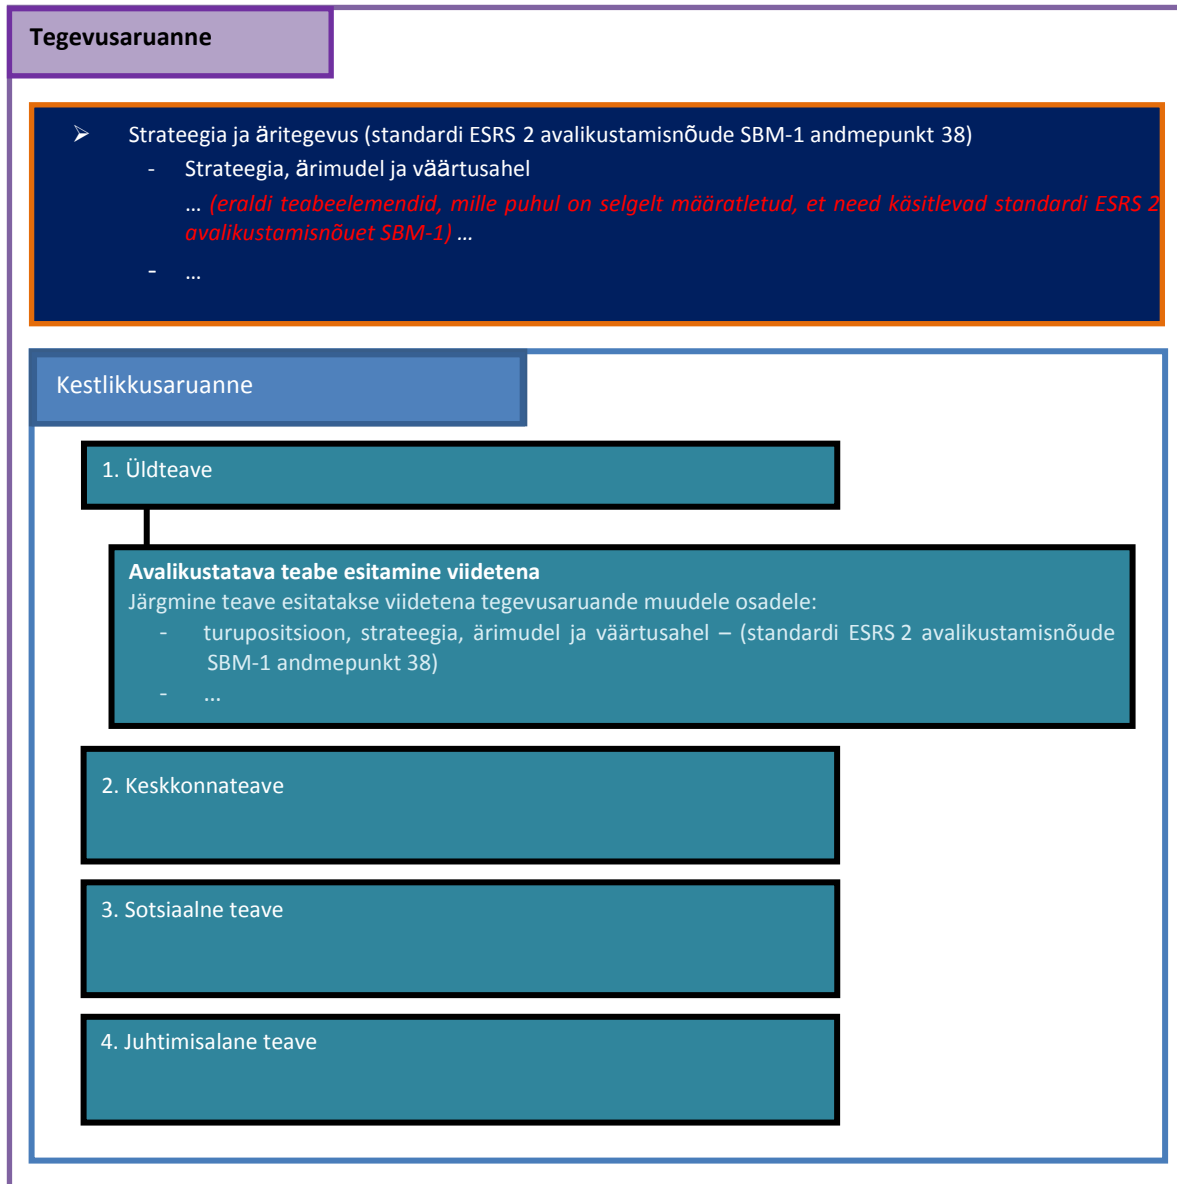 Tegevusaruanne
➢ Strateegia ja äritegevus (standardi ESRS 2 avalikustamisnõude SBM-1 andmepunkt 38)
- Strateegia, ärimudel ja väärtusahel
… (eraldi teabeelemendid, mille puhul on selgelt määratletud, et need käsitlevad standardi ESRS 2
avalikustamisnõuet SBM-1) …
- …
Kestlikkusaruanne
1. Üldteave
Avalikustatava teabe esitamine viidetena
Järgmine teave esitatakse viidetena tegevusaruande muudele osadele:
- turupositsioon, strateegia, ärimudel ja väärtusahel – (standardi ESRS 2 avalikustamisnõude
SBM-1 andmepunkt 38)
- …
2. Keskkonnateave
3. Sotsiaalne teave
4. Juhtimisalane teave